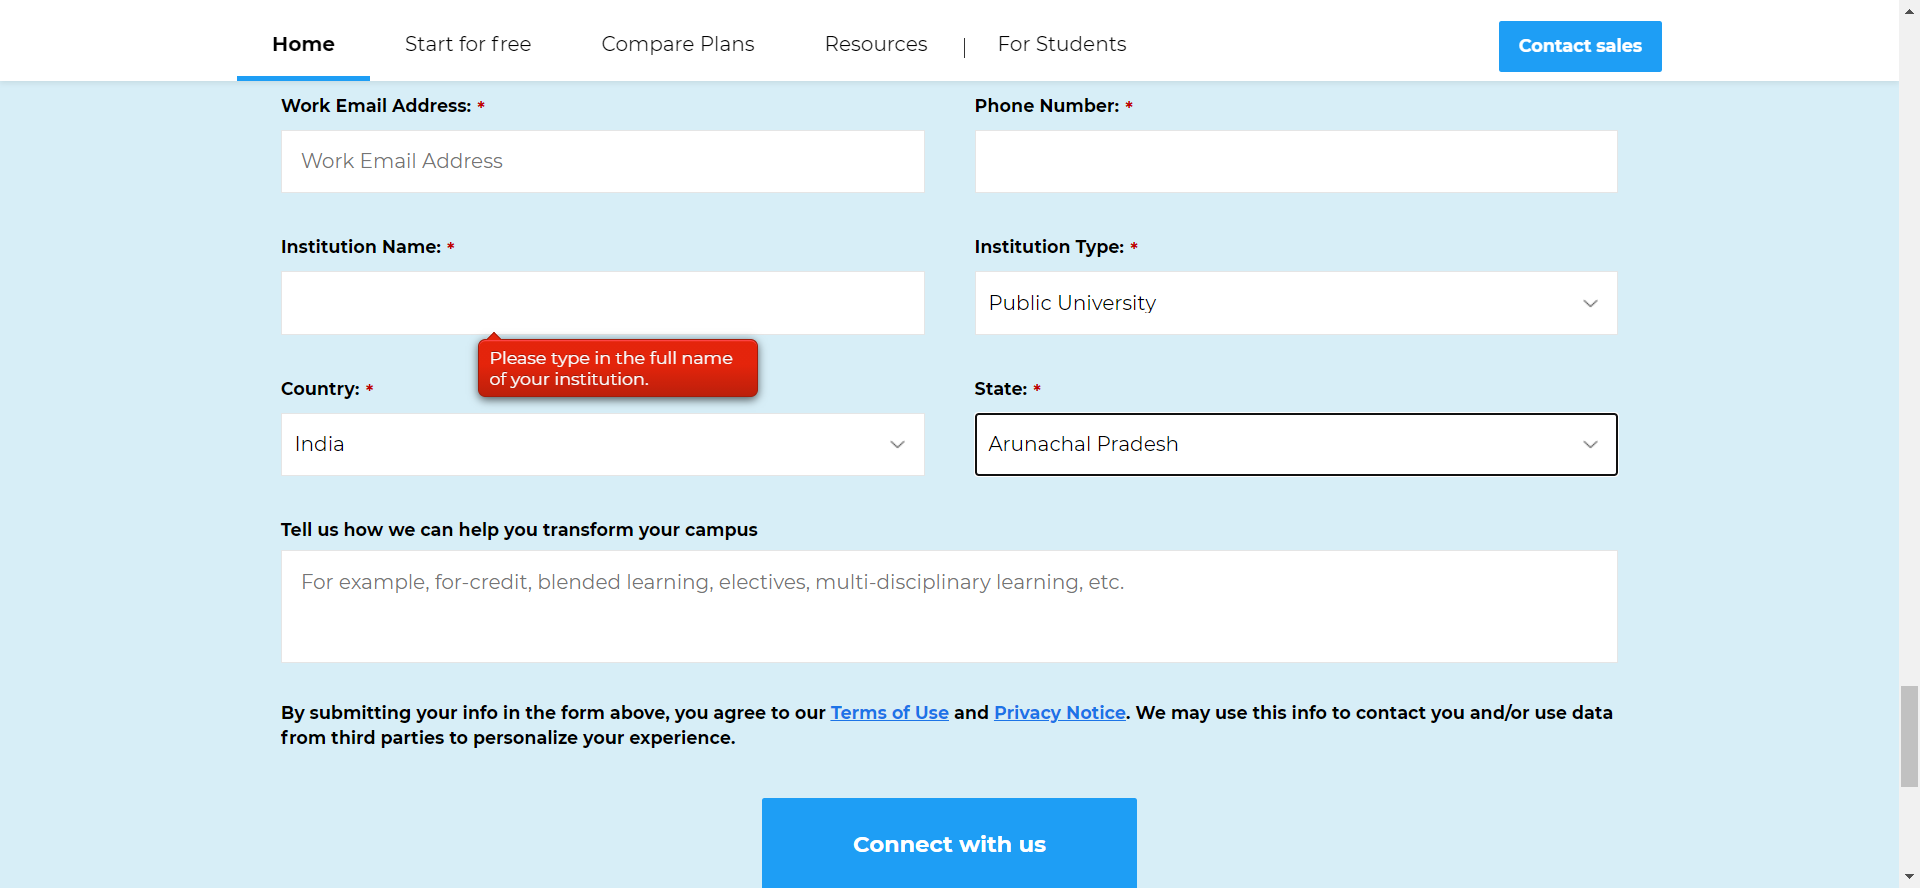 Home Start for free Compare Plans Resources | For Students Contact sales
Work Email Address: * Phone Number: *
Work Email Address
Institution Name: * Institution Type: *
Public University
Please type in the full name
of your institution.
Country: * State: *
India Arunachal Pradesh
Tell us how we can help you transform your campus
For example, for-credit, blended learning, electives, multi-disciplinary learning, etc.
By submitting your info in the form above, you agree to our Terms of Use and Privacy Notice. We may use this info to contact you and/or use data
from third parties to personalize your experience.
Connect with us